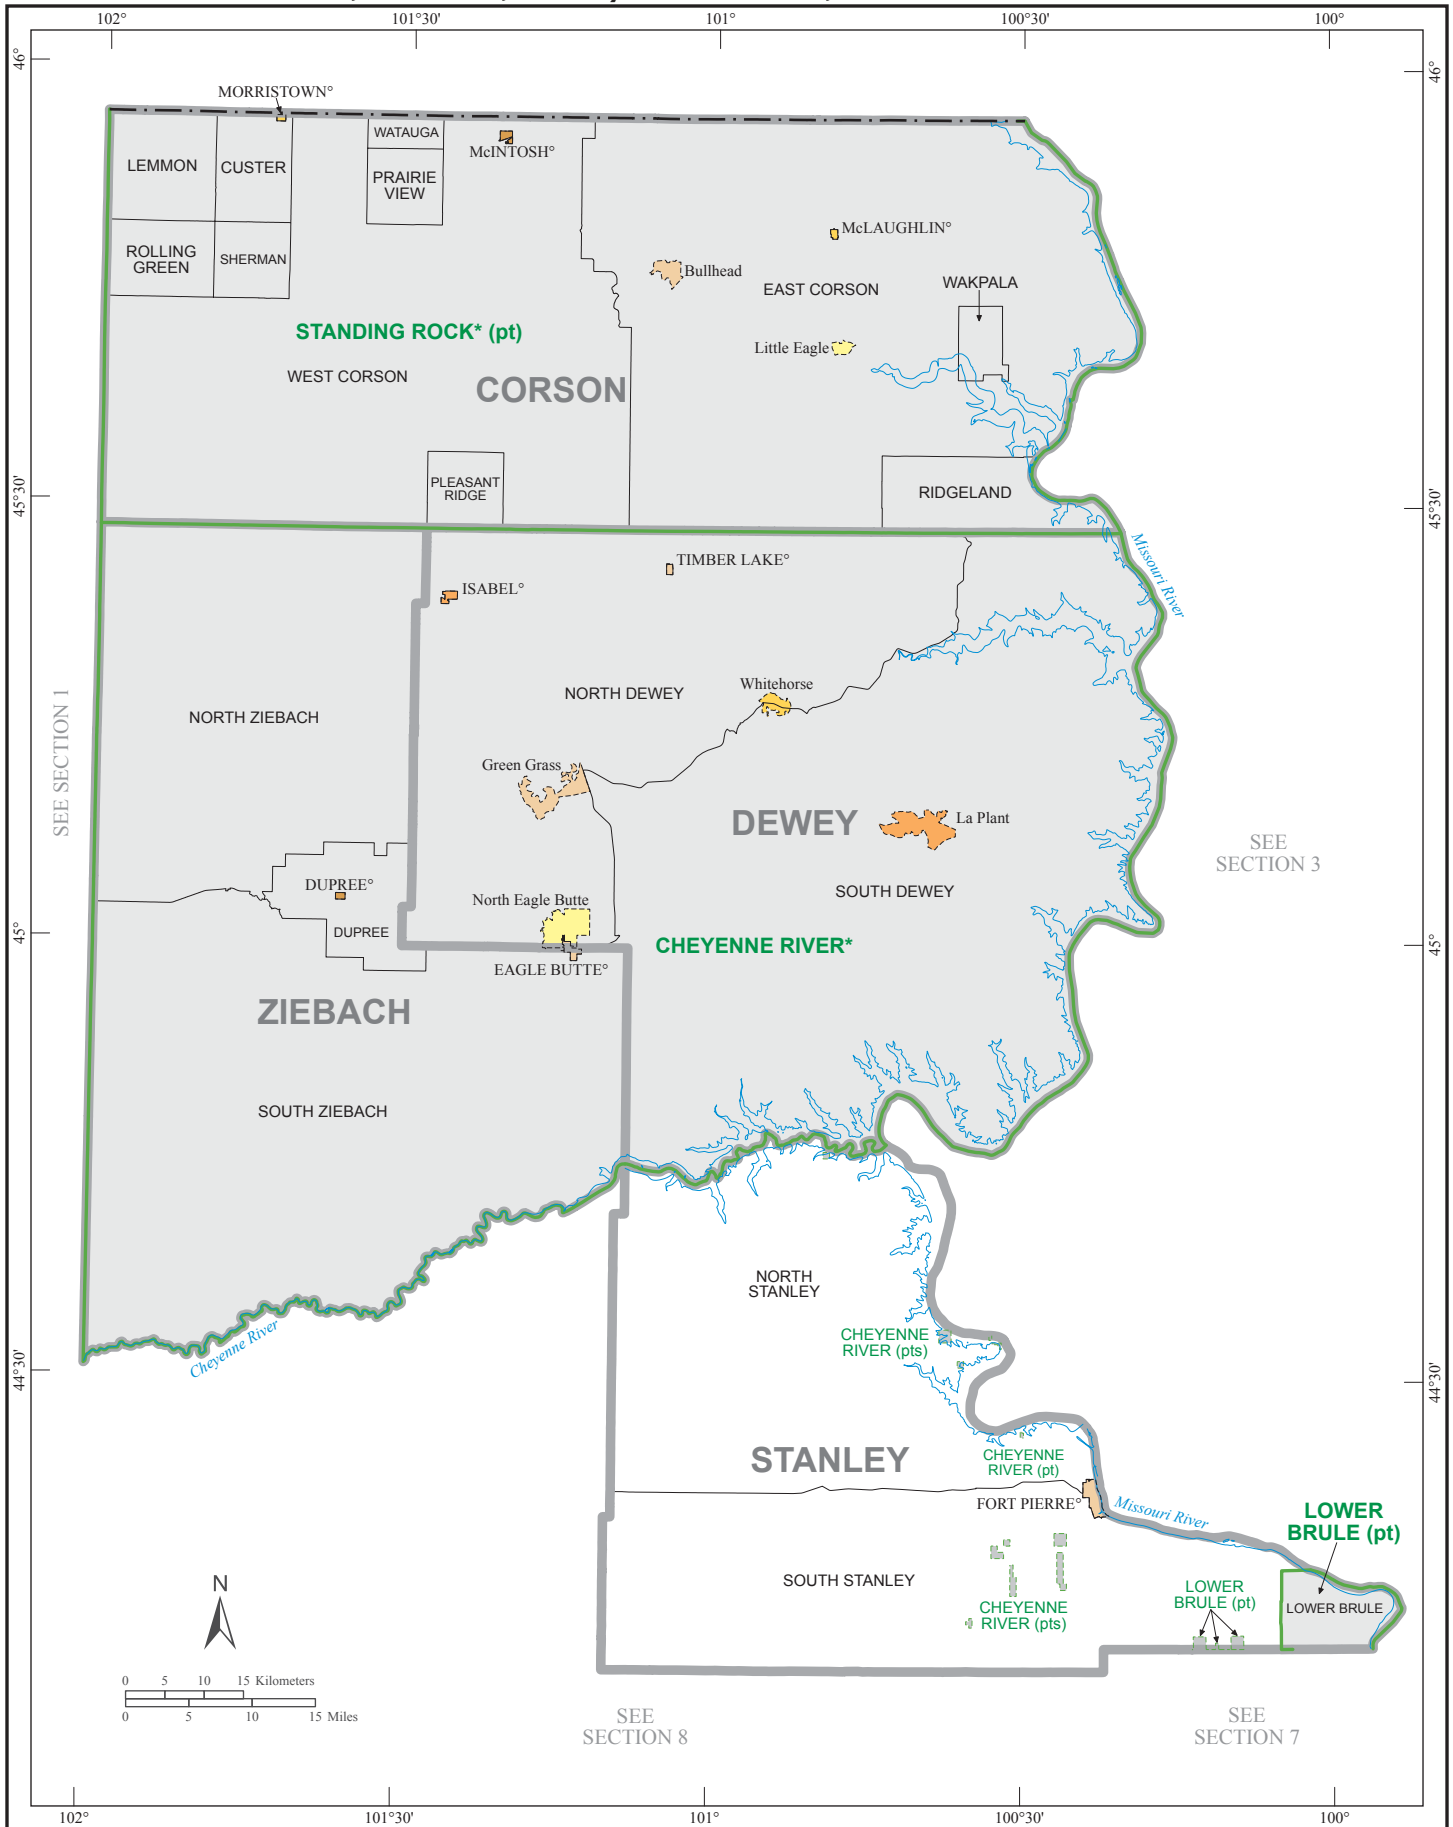 102°
101°30'
101°
100°30'
100°
46°
46°
MORRISTOWN°
WATAUGA
McINTOSH°
LEMMON
CUSTER
PRAIRIE
VIEW
McLAUGHLIN°
ROLLING
GREEN
SHERMAN
Bullhead
EAST CORSON
WAKPALA
STANDING ROCK* (pt)
Little Eagle
WEST CORSON
CORSON
PLEASANT
RIDGE
RIDGELAND
45°30'
45°30'
Missouri River
TIMBER LAKE°
ISABEL°
SEE SECTION 1
NORTH ZIEBACH
NORTH DEWEY
Whitehorse
Green Grass
DEWEY
La Plant
SEE
SECTION 3
DUPREE°
SOUTH DEWEY
North Eagle Butte
DUPREE
45°
45°
CHEYENNE RIVER*
EAGLE BUTTE°
ZIEBACH
SOUTH ZIEBACH
NORTH
STANLEY
CHEYENNE
RIVER (pts)
Cheyenne River
44°30'
44°30'
STANLEY
CHEYENNE
RIVER (pt)
FORT PIERRE°
Missouri River
LOWER
BRULE (pt)
SOUTH STANLEY
CHEYENNE
RIVER (pts)
LOWER
BRULE (pt)
LOWER BRULE
N
0 5 10 15 Kilometers
0 5 10 15 Miles
SEE
SECTION 8
SEE
SECTION 7
102°
101°30'
101°
100°30'
100°